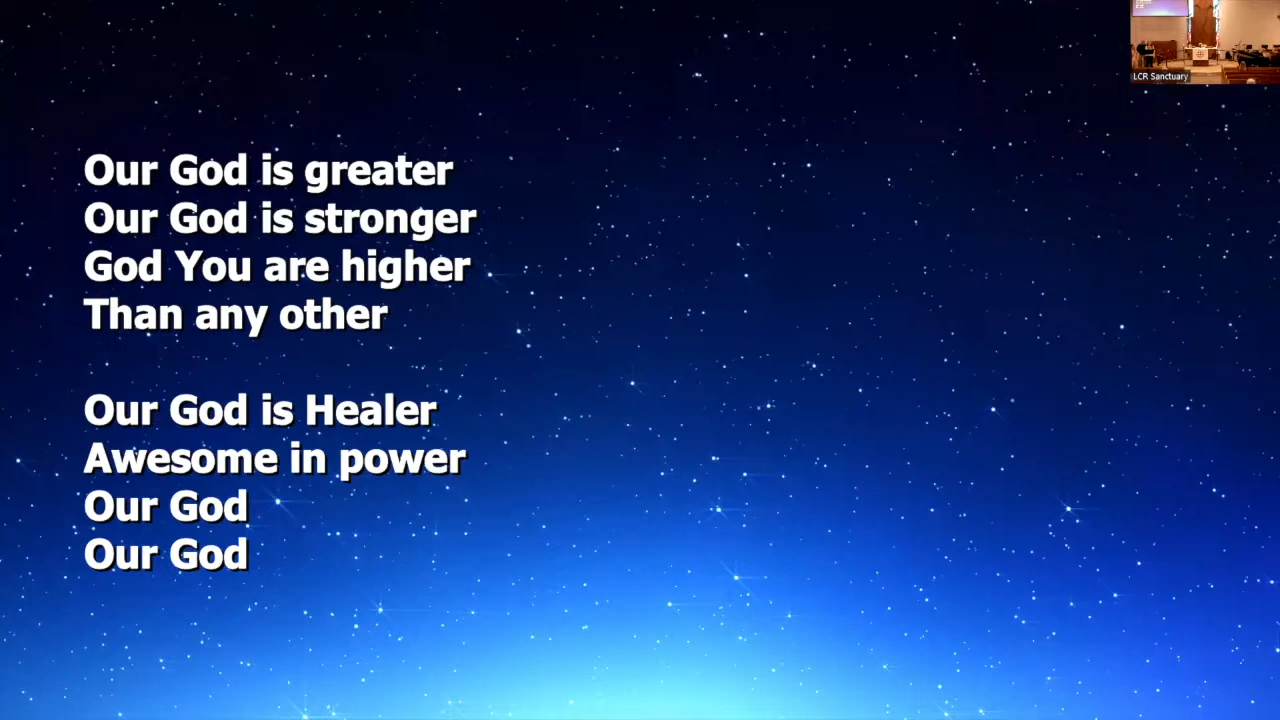 Our God is greater
Our God is stronger
God You are higher
Than any other
Our God is Healer
Awesome in power
Our God
Our God
LCR Sanctuary